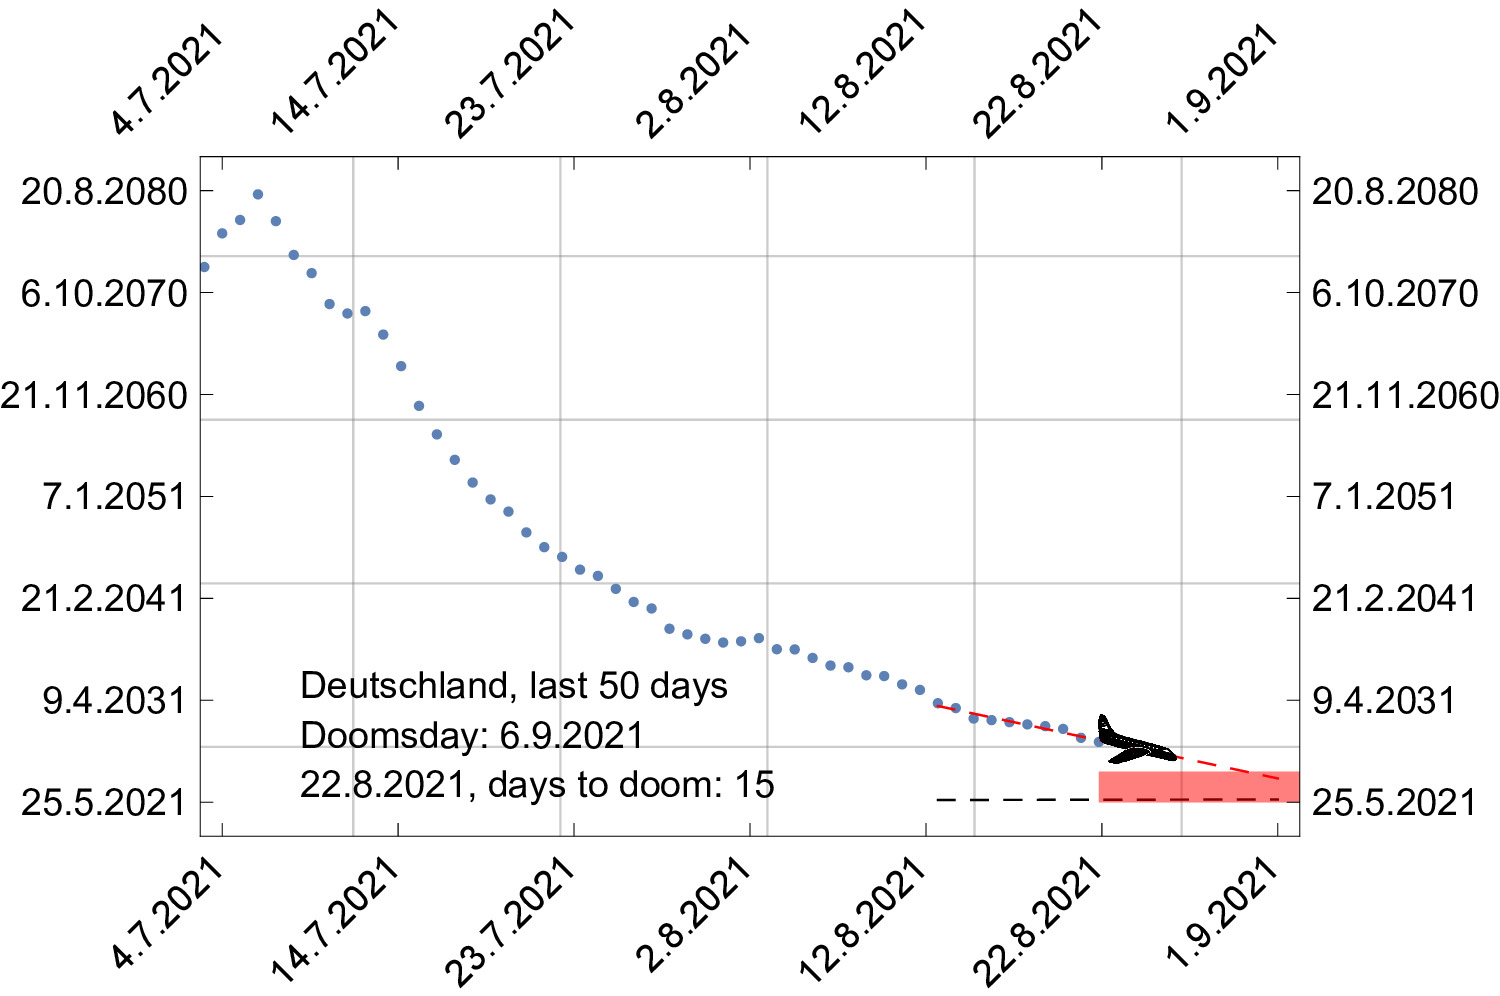 4.7.2021 14.7.2021 23.7.2021 2.8.2021 12.8.2021 22.8.2021 1.9.2021
20.8.2080 20.8.2080
6.10.2070 6.10.2070
21.11.2060 21.11.2060
7.1.2051 7.1.2051
21.2.2041 21.2.2041
Deutschland, last 50 days
9.4.2031 9.4.2031
Doomsday: 6.9.2021
22.8.2021, days to doom: 15
25.5.2021 25.5.2021
4.7.2021 14.7.2021 23.7.2021 2.8.2021 12.8.2021 22.8.2021 1.9.2021